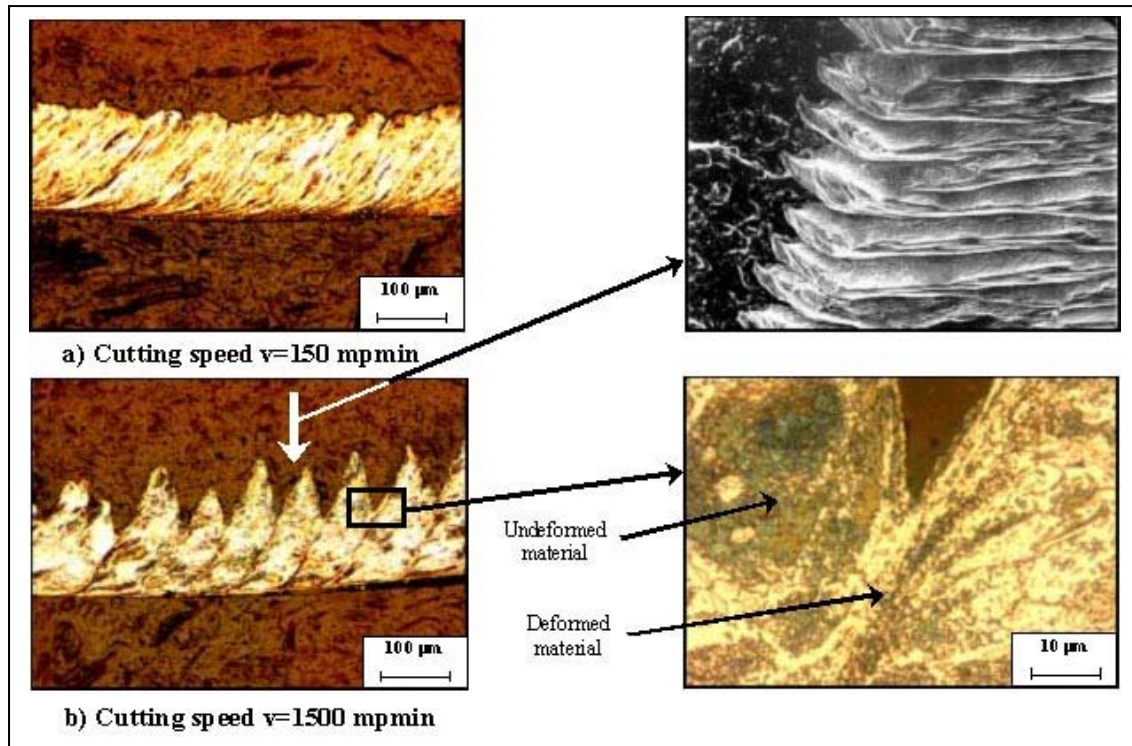 100 µm
a) Cutting speed v=150 mpmin
Undeformed
material
Deformed
material
100 µm
10 µm
b) Cutting speed v=1500 mpmin